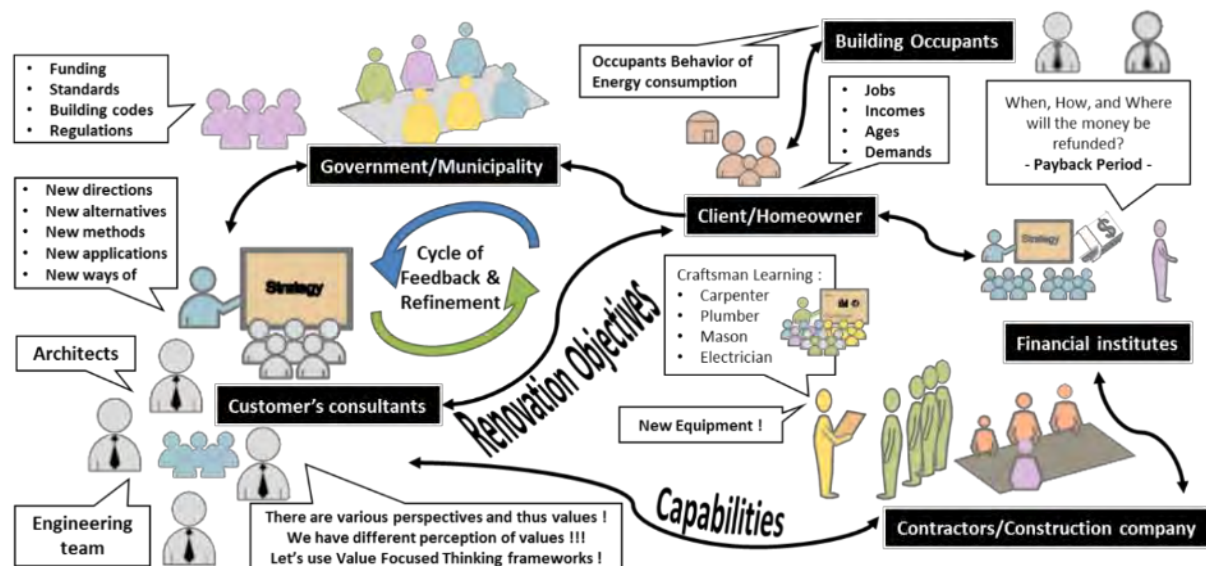 Funding
Standards
Building codes
Regulations
Government/Municipality
New directions
New alternatives
New methods
New applications
New ways of
Strategy
Cycle of
Feedback &
Refinement
Architects
Customer's consultants
Engineering
team
There are various perspectives and thus values !
We have different perception of values !!!
Let's use Value Focused Thinking frameworks !
Renovation Objectives
Capabilities
Occupants Behavior of
Energy consumption
Building Occupants
Jobs
Incomes
Ages
Demands
When, How, and Where
will the money be
refunded?
- Payback Period -
Client/Homeowner
Strategy
$
Craftsman Learning :
Carpenter
Plumber
Mason
Electrician
New Equipment !
Financial institutes
Contractors/Construction company